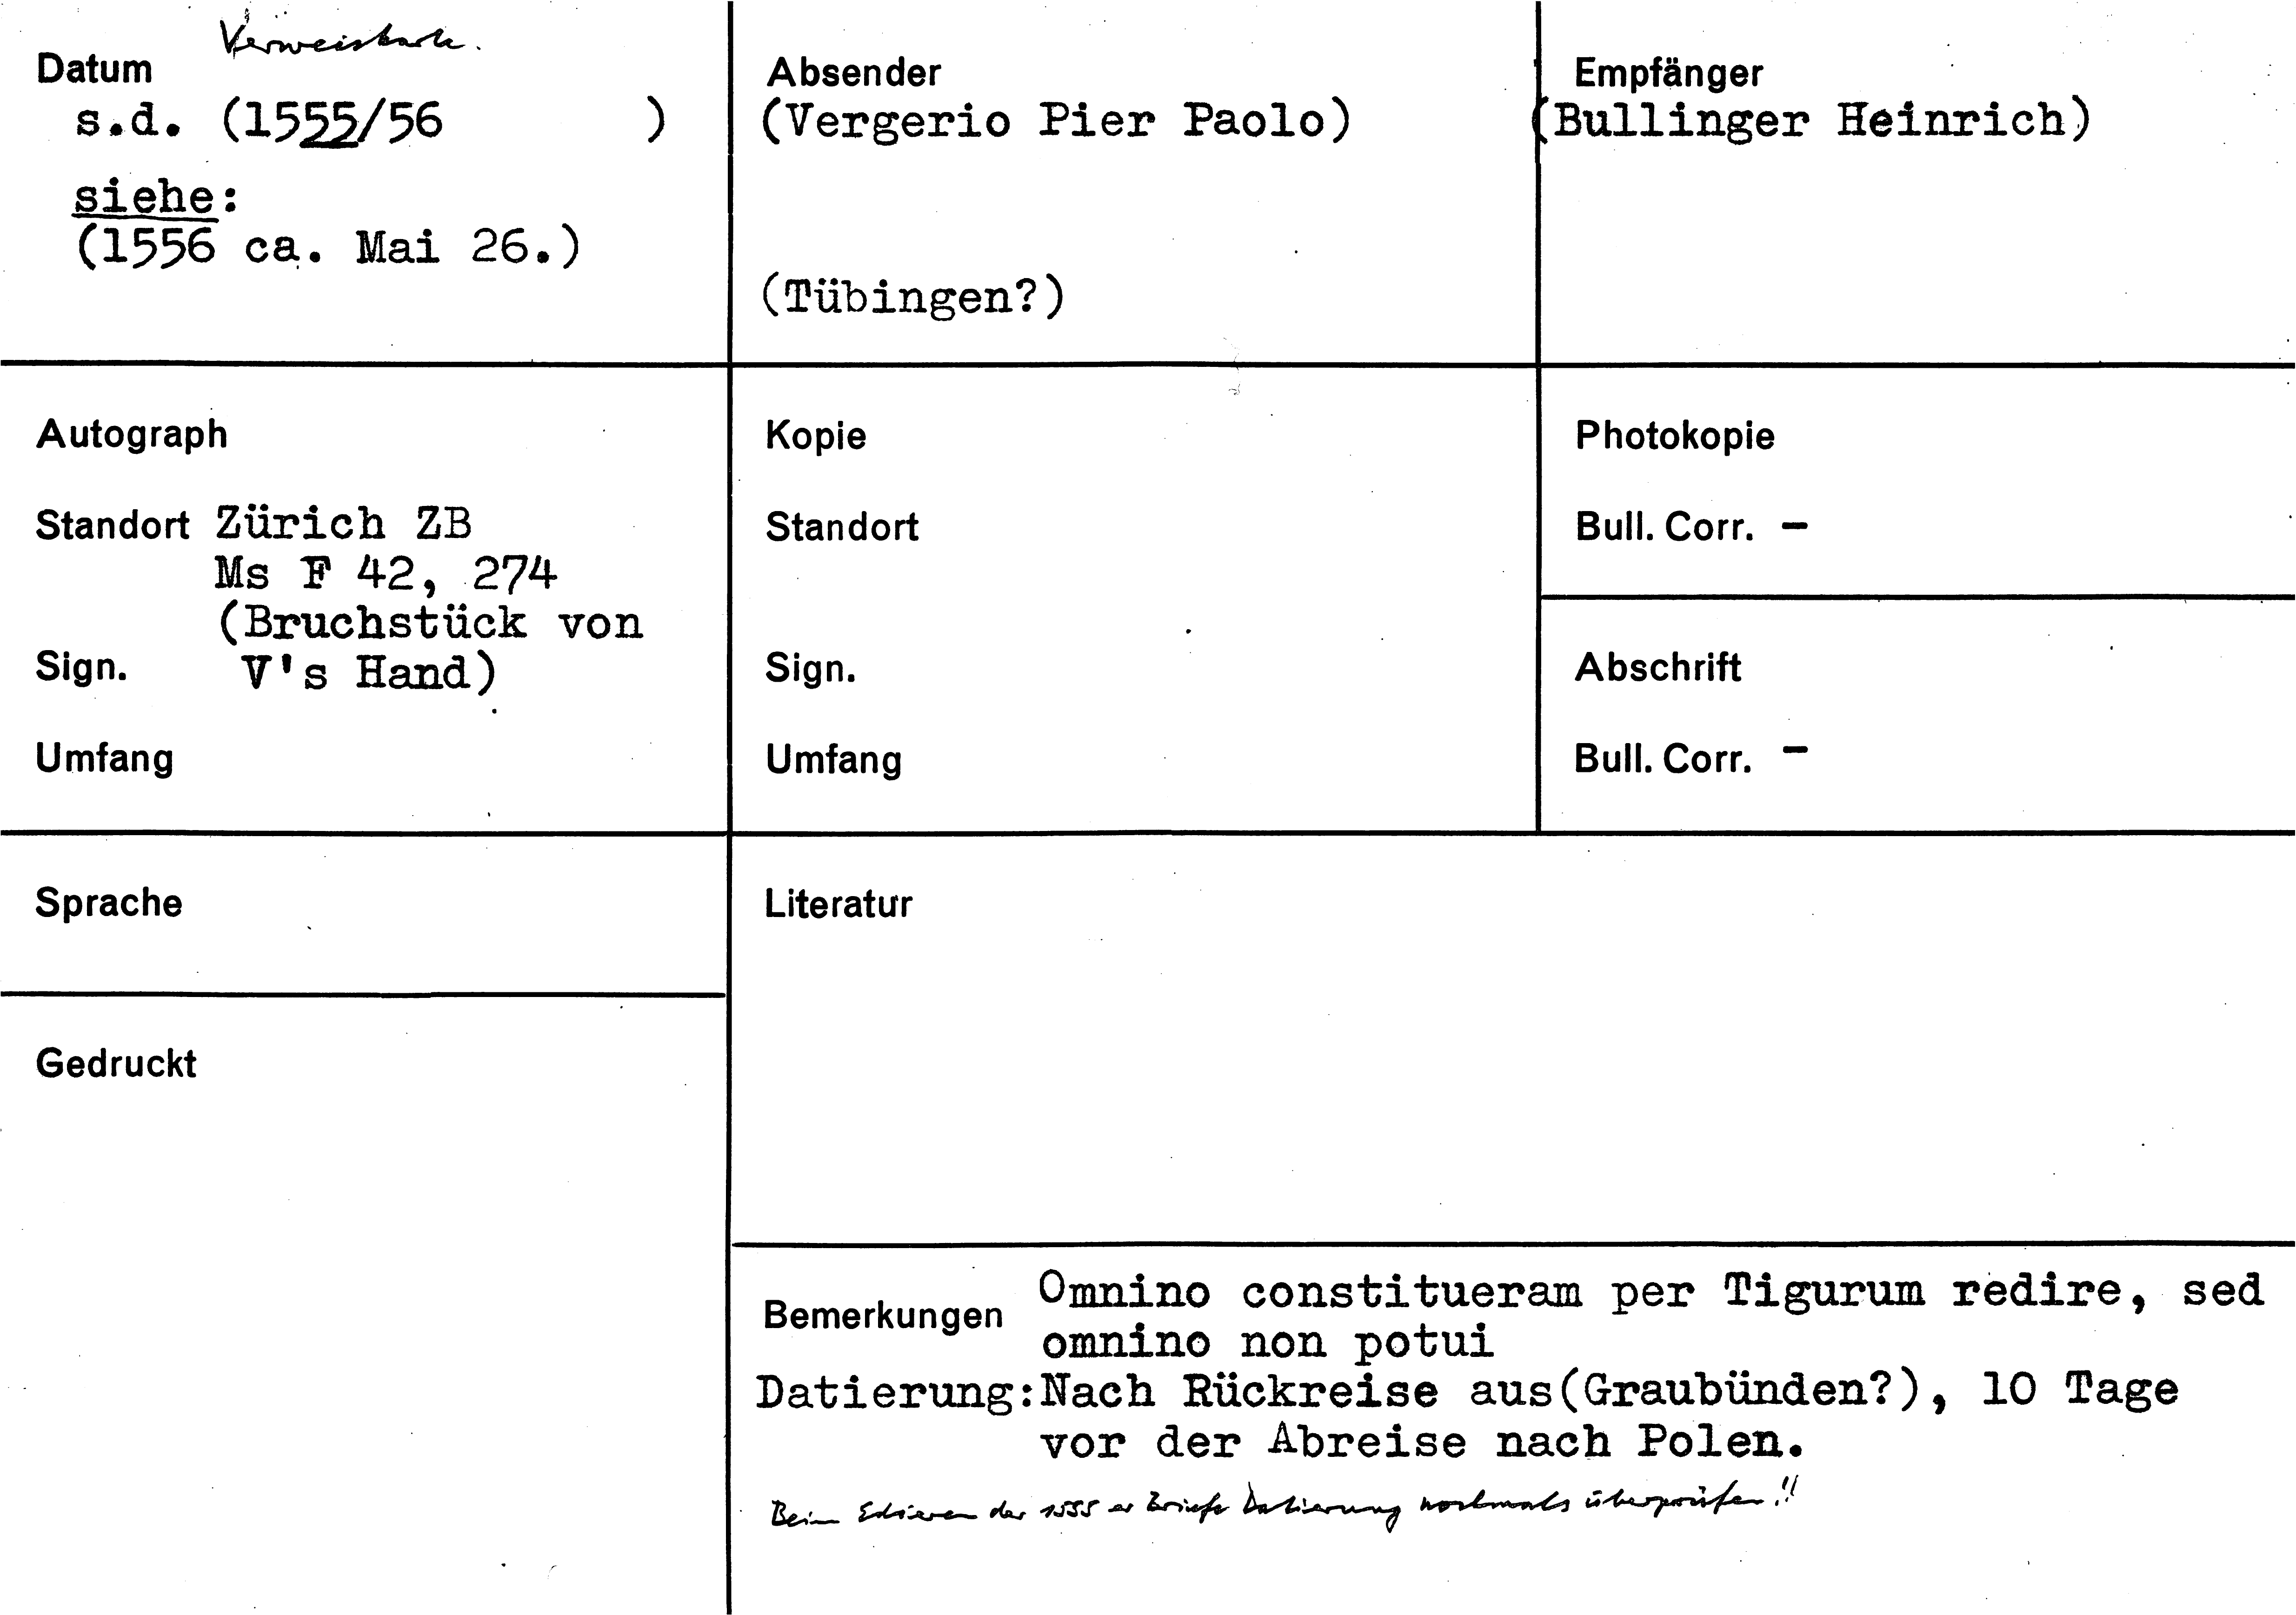 Verweiskarte.
Datum
s.d. (1555/56 )
siehe:
(1556 ca. Mai 26.)
Absender
(Vergerio Pier Paolo)
(Tübingen?)
Empfänger
(Bullinger Heinrich)
Autograph
Standort Zürich ZB
Ms F 42, 274
(Bruchstück von
Sign. V's Hand)
Umfang
Kopie
Standort
Sign.
Umfang
Photokopie
Bull. Corr. -
Abschrift
Bull. Corr. -
Sprache
Gedruckt
Literatur
Bemerkungen Omnino constitueram per Tigurum redire, sed
omnino non potui
Datierung:Nach Rückreise aus(Graubünden?), 10 Tage
vor der Abreise nach Polen.
Beim Edieren der 1555 er Briefe Datierung nochmals überprüfen!!